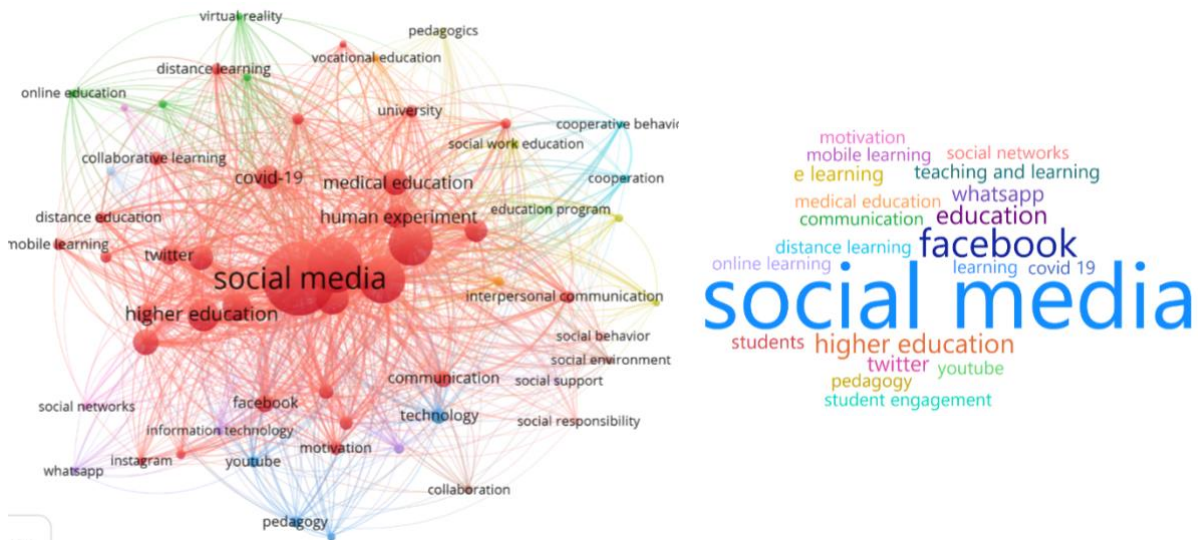 virtual reality
pedagogics
vocational education
distance learning
online education
university
cooperative behavi
social work education
collaborative learning
covid-19
medical education
cooperation
human experiment
education program
distance education
mobile learning
twitter
social media
interpersonal communication
higher education
social behavior
social environment
communication
social support
social networks
facebook
technology
social responsibility
information technology
motivation
whatsapp
instagram
youtube
collaboration
pedagogy
motivation
mobile learning social networks
e learning teaching and learning
medical education whatsapp
communication education
distance learning facebook
online learning learning covid 19
social media
students higher education
twitter youtube
pedagogy
student engagement